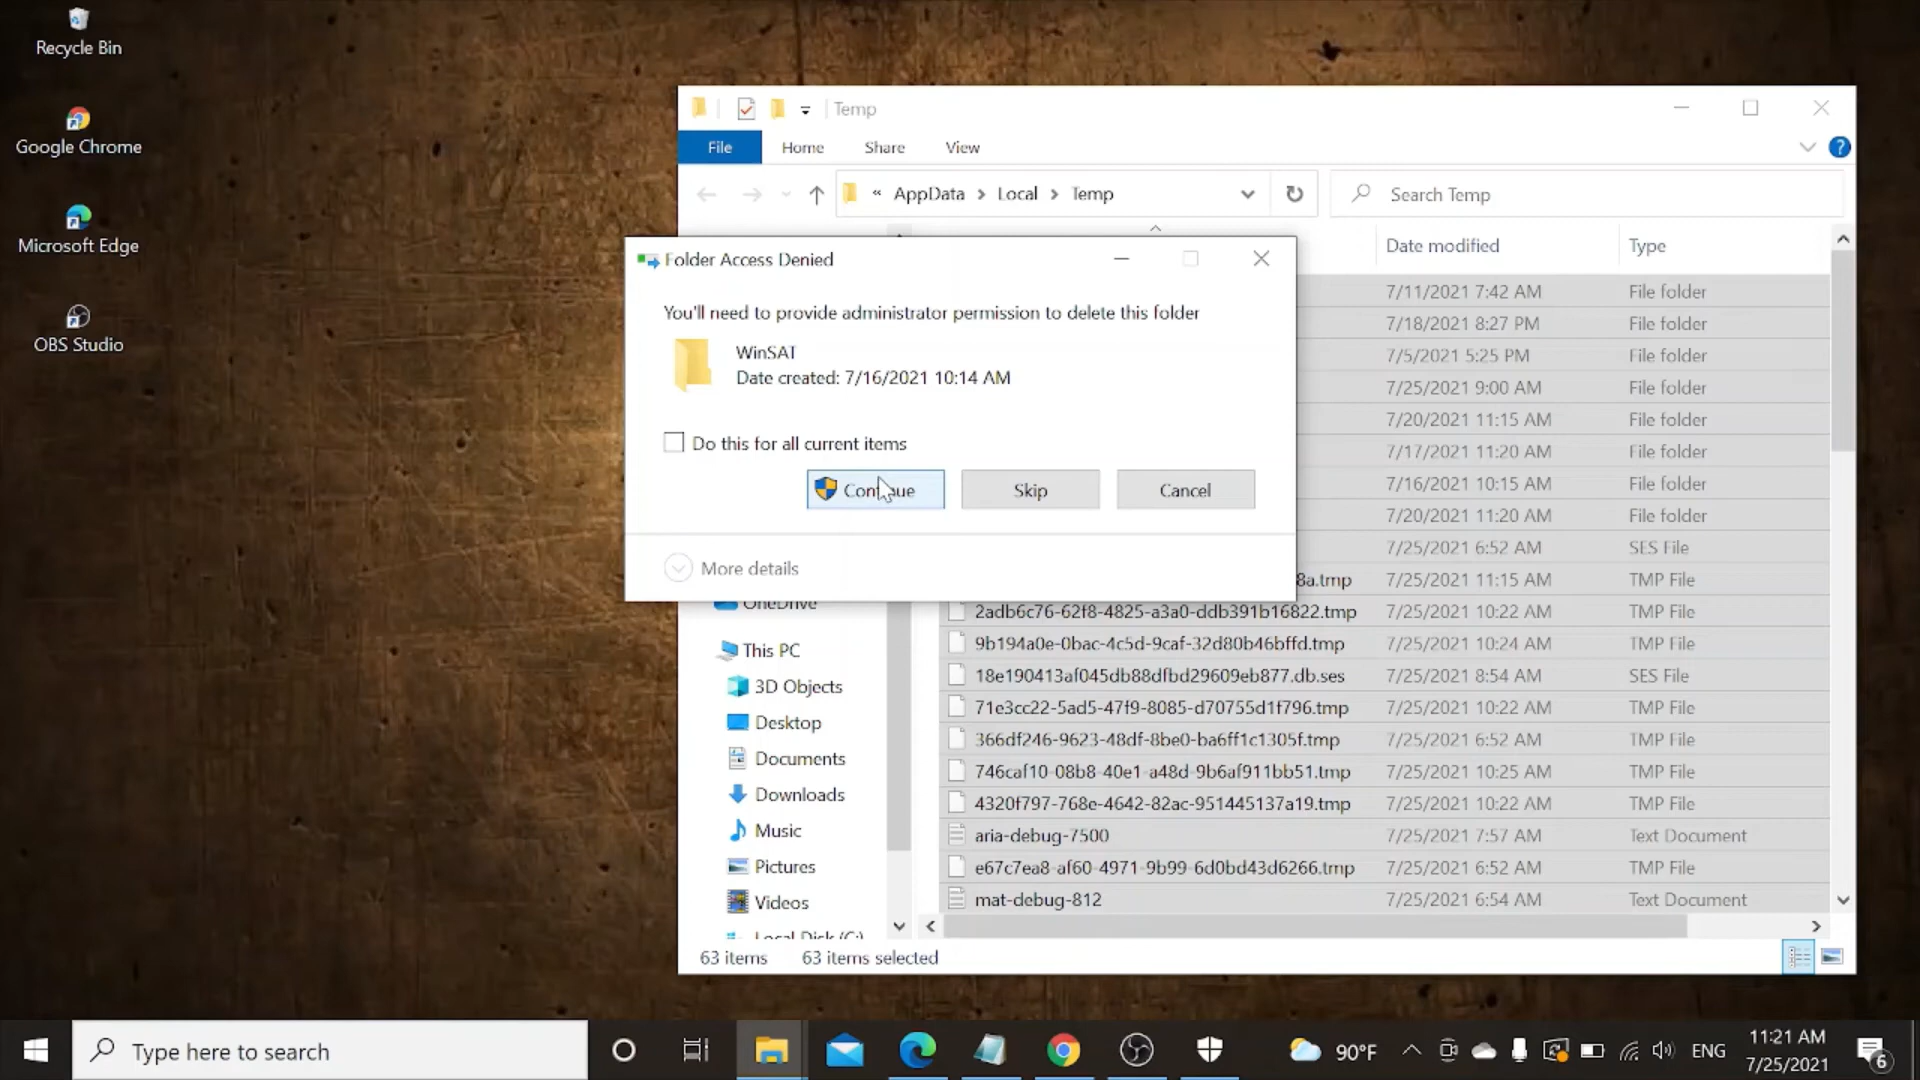 Recycle Bin
Google Chrome
Microsoft Edge
OBS Studio
Temp
File Home Share View
« AppData › Local › Temp
Search Temp
Date modified Type
Folder Access Denied
You'll need to provide administrator permission to delete this folder
WinSAT
Date created: 7/16/2021 10:14 AM
Do this for all current items
Continue Skip Cancel
More details
7/11/2021 7:42 AM File folder
7/18/2021 8:27 PM File folder
7/5/2021 5:25 PM File folder
7/25/2021 9:00 AM File folder
7/20/2021 11:15 AM File folder
7/17/2021 11:20 AM File folder
7/16/2021 10:15 AM File folder
7/20/2021 11:20 AM File folder
7/25/2021 6:52 AM SES File
8a.tmp 7/25/2021 11:15 AM TMP File
2adb6c76-62f8-4825-a3a0-ddb391b16822.tmp 7/25/2021 10:22 AM TMP File
9b194a0e-0bac-4c5d-9caf-32d80b46bffd.tmp 7/25/2021 10:24 AM TMP File
18e190413af045db88dfbd29609eb877.db.ses 7/25/2021 8:54 AM SES File
71e3cc22-5ad5-47f9-8085-d70755d1f796.tmp 7/25/2021 10:22 AM TMP File
366df246-9623-48df-8be0-ba6ff1c1305f.tmp 7/25/2021 6:52 AM TMP File
746caf10-08b8-40e1-a48d-9b6af911bb51.tmp 7/25/2021 10:25 AM TMP File
4320f797-768e-4642-82ac-951445137a19.tmp 7/25/2021 10:22 AM TMP File
aria-debug-7500 7/25/2021 7:57 AM Text Document
e67c7ea8-af60-4971-9b99-6d0bd43d6266.tmp 7/25/2021 6:52 AM TMP File
mat-debug-812 7/25/2021 6:54 AM Text Document
OneDrive
This PC
3D Objects
Desktop
Documents
Downloads
Music
Pictures
Videos
Local Disk (C:)
63 items 63 items selected
Type here to search
90°F
ENG
11:21 AM
7/25/2021
6